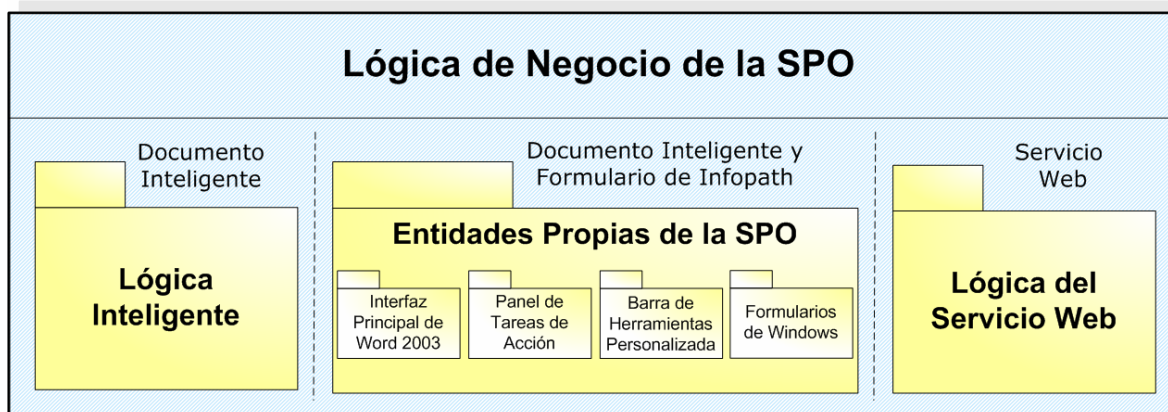 Lógica de Negocio de la SPO
Documento
Inteligente
Lógica
Inteligente
Documento Inteligente y
Formulario de Infopath
Entidades Propias de la SPO
Interfaz
Principal de
Word 2003
Panel de
Tareas de
Acción
Barra de
Herramientas
Personalizada
Formularios
de Windows
Servicio
Web
Lógica del
Servicio Web